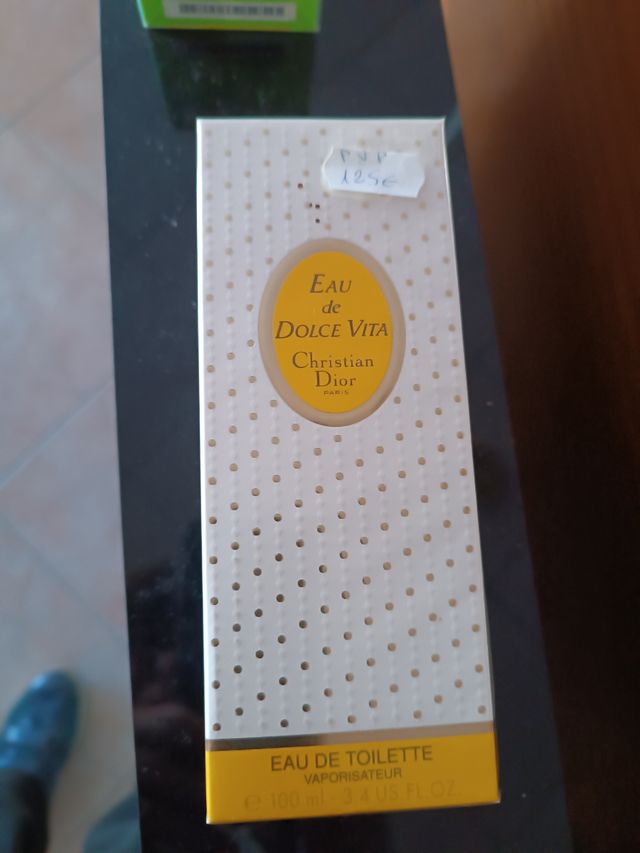 PVP
125€
EAU
de
DOLCE VITA
Christian
Dior
PARIS
EAU DE TOILETTE
VAPORISATEUR
℮ 100 ml - 3.4 US FL.OZ.